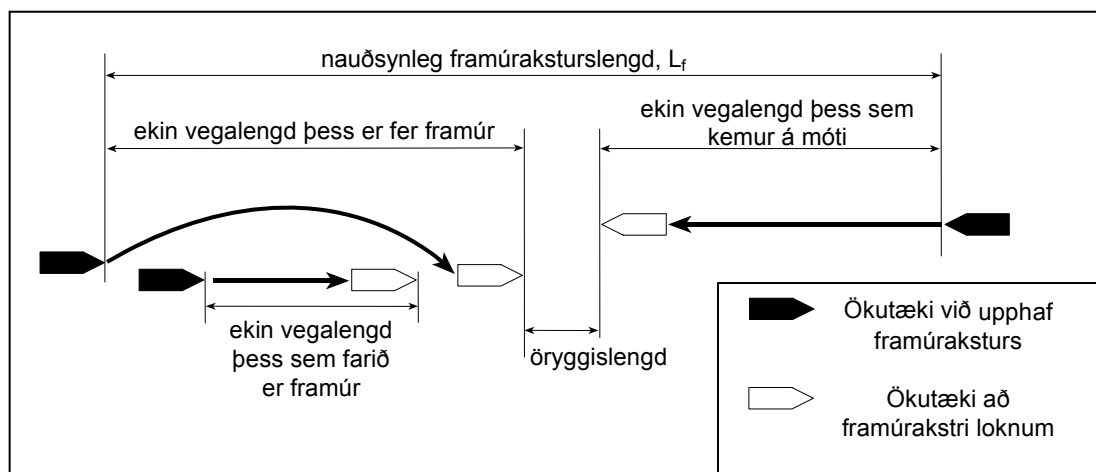 nauðsynleg framúraksturslengd, Lf
ekin vegalengd þess er fer framúr
ekin vegalengd þess sem
kemur á móti
ekin vegalengd
þess sem farið
er framúr
öryggislengd
Ökutæki við upphaf
framúraksturs
Ökutæki að
framúrakstri loknum